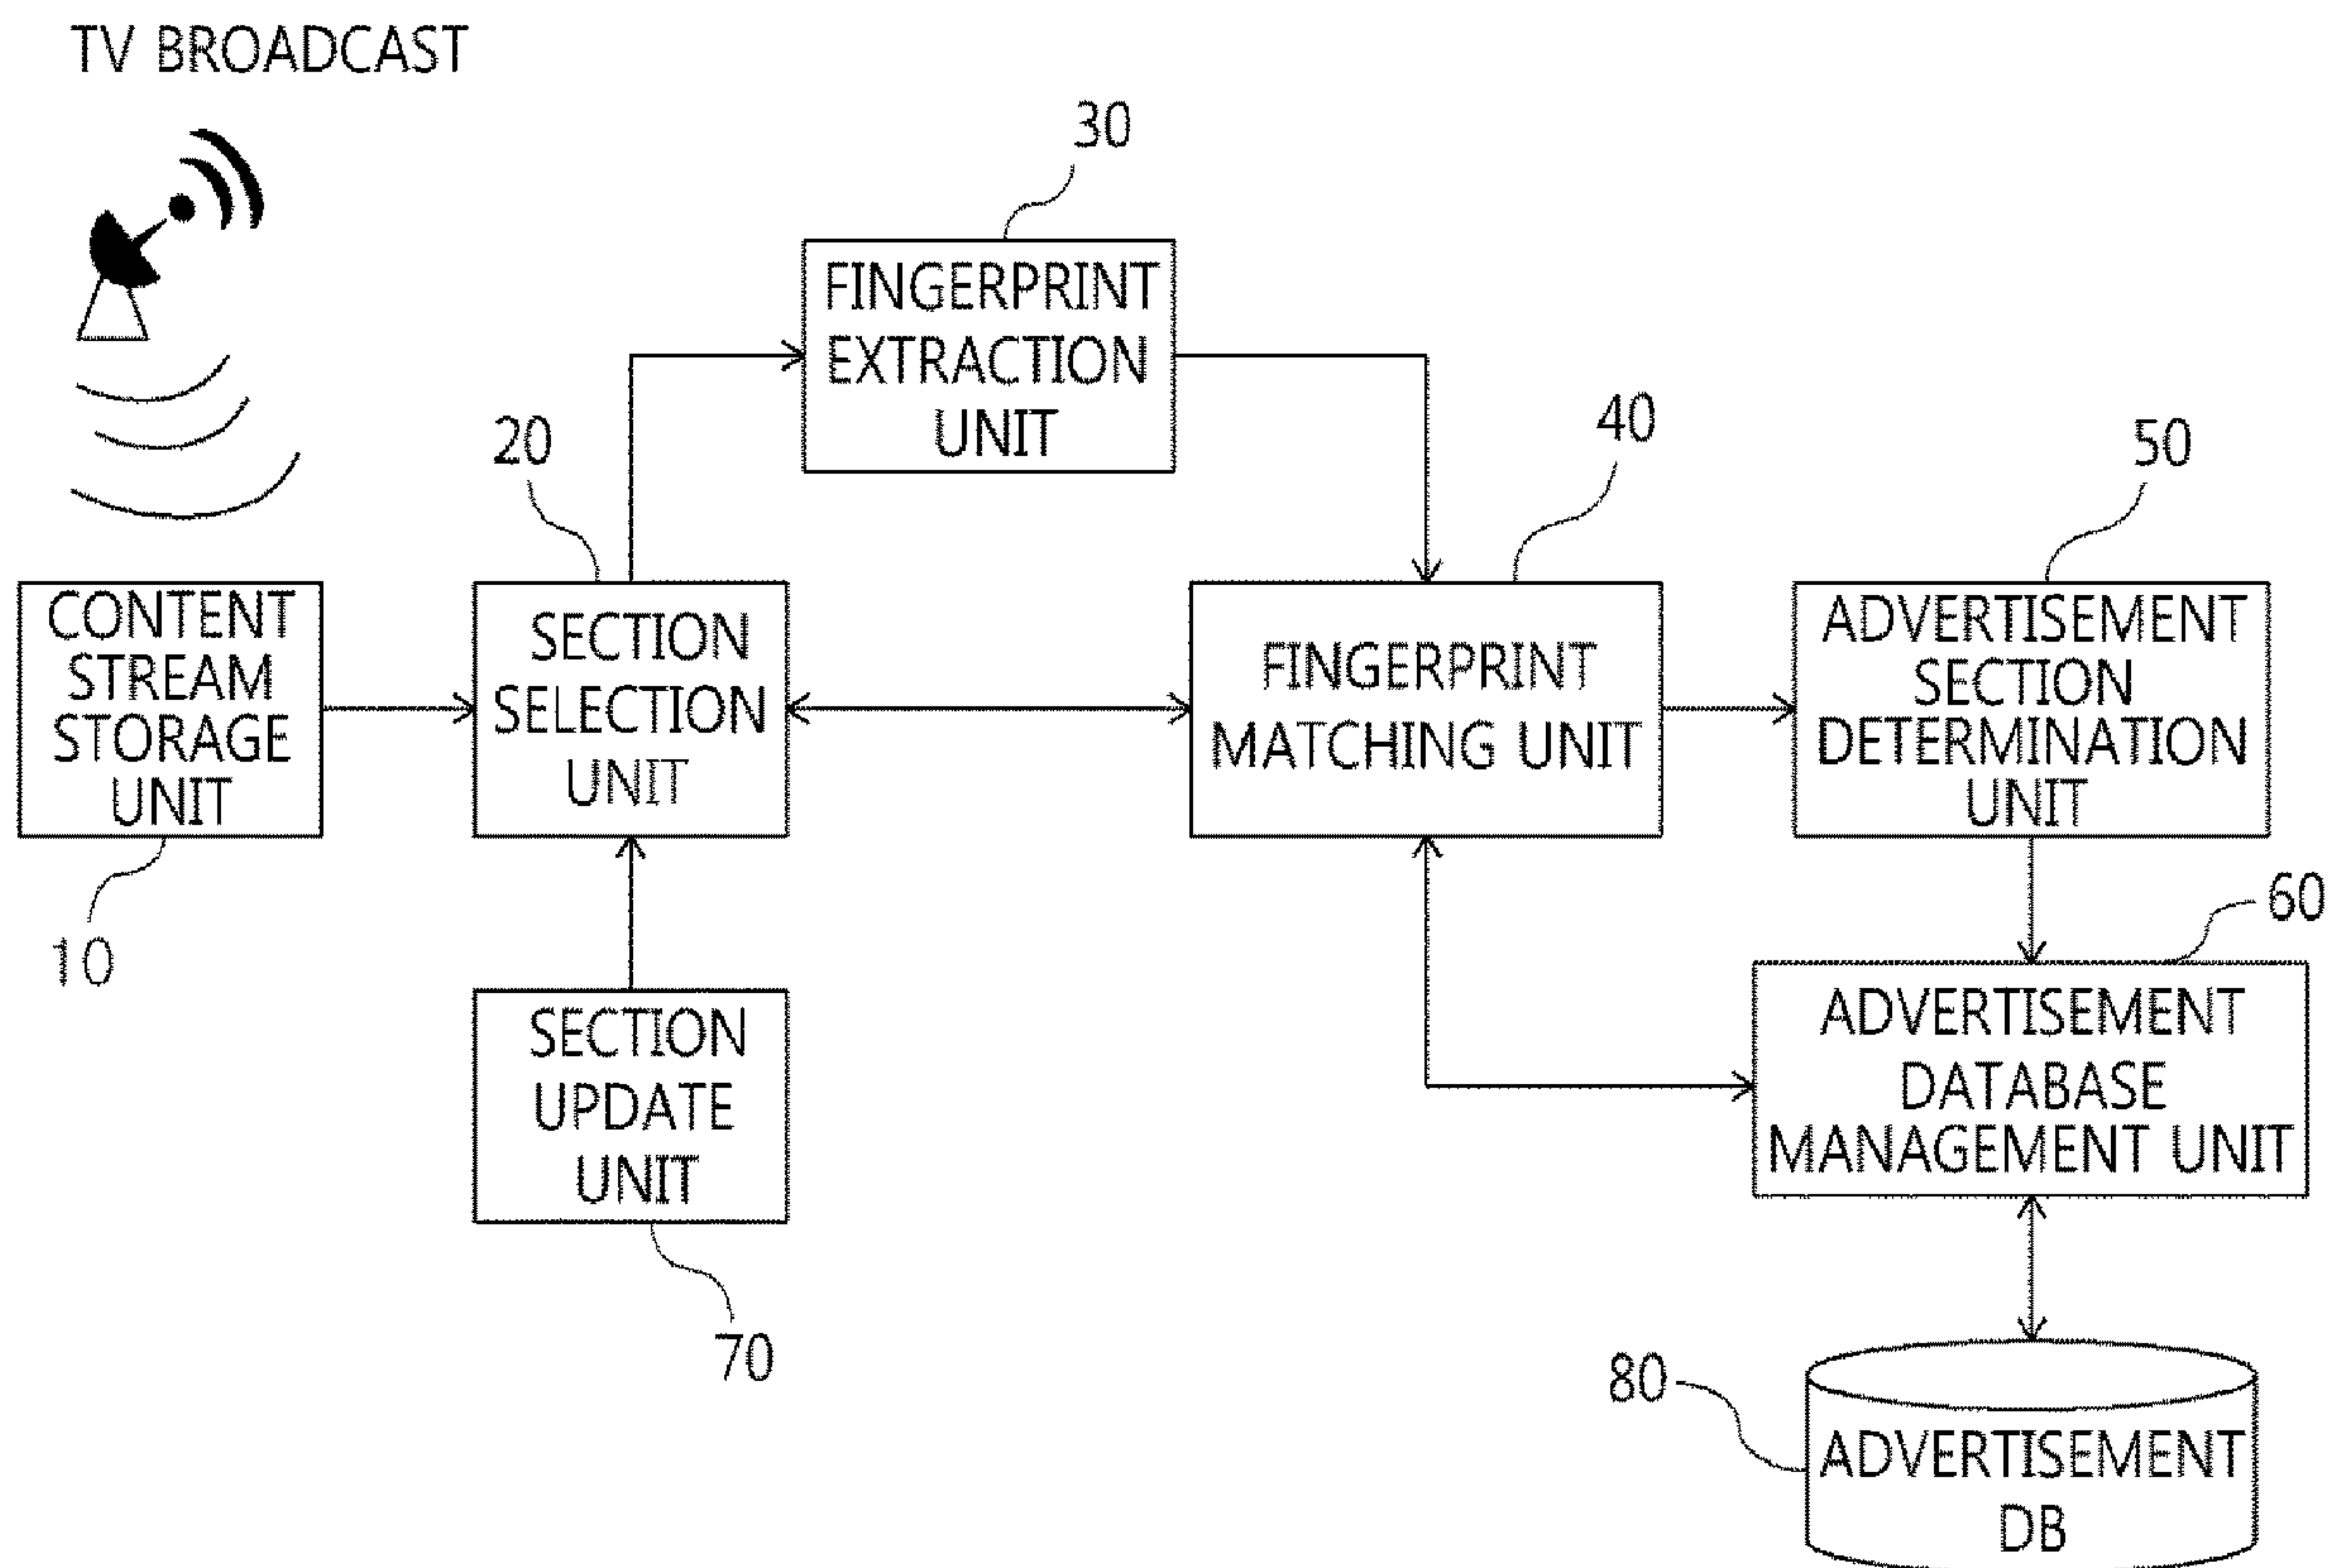 TV BROADCAST
30
FINGERPRINT
EXTRACTION
UNIT
20
40
50
CONTENT
STREAM
STORAGE
UNIT
SECTION
SELECTION
UNIT
FINGERPRINT
MATCHING UNIT
ADVERTISEMENT
SECTION
DETERMINATION
UNIT
10
60
SECTION
UPDATE
UNIT
ADVERTISEMENT
DATABASE
MANAGEMENT UNIT
70
80
ADVERTISEMENT
DB